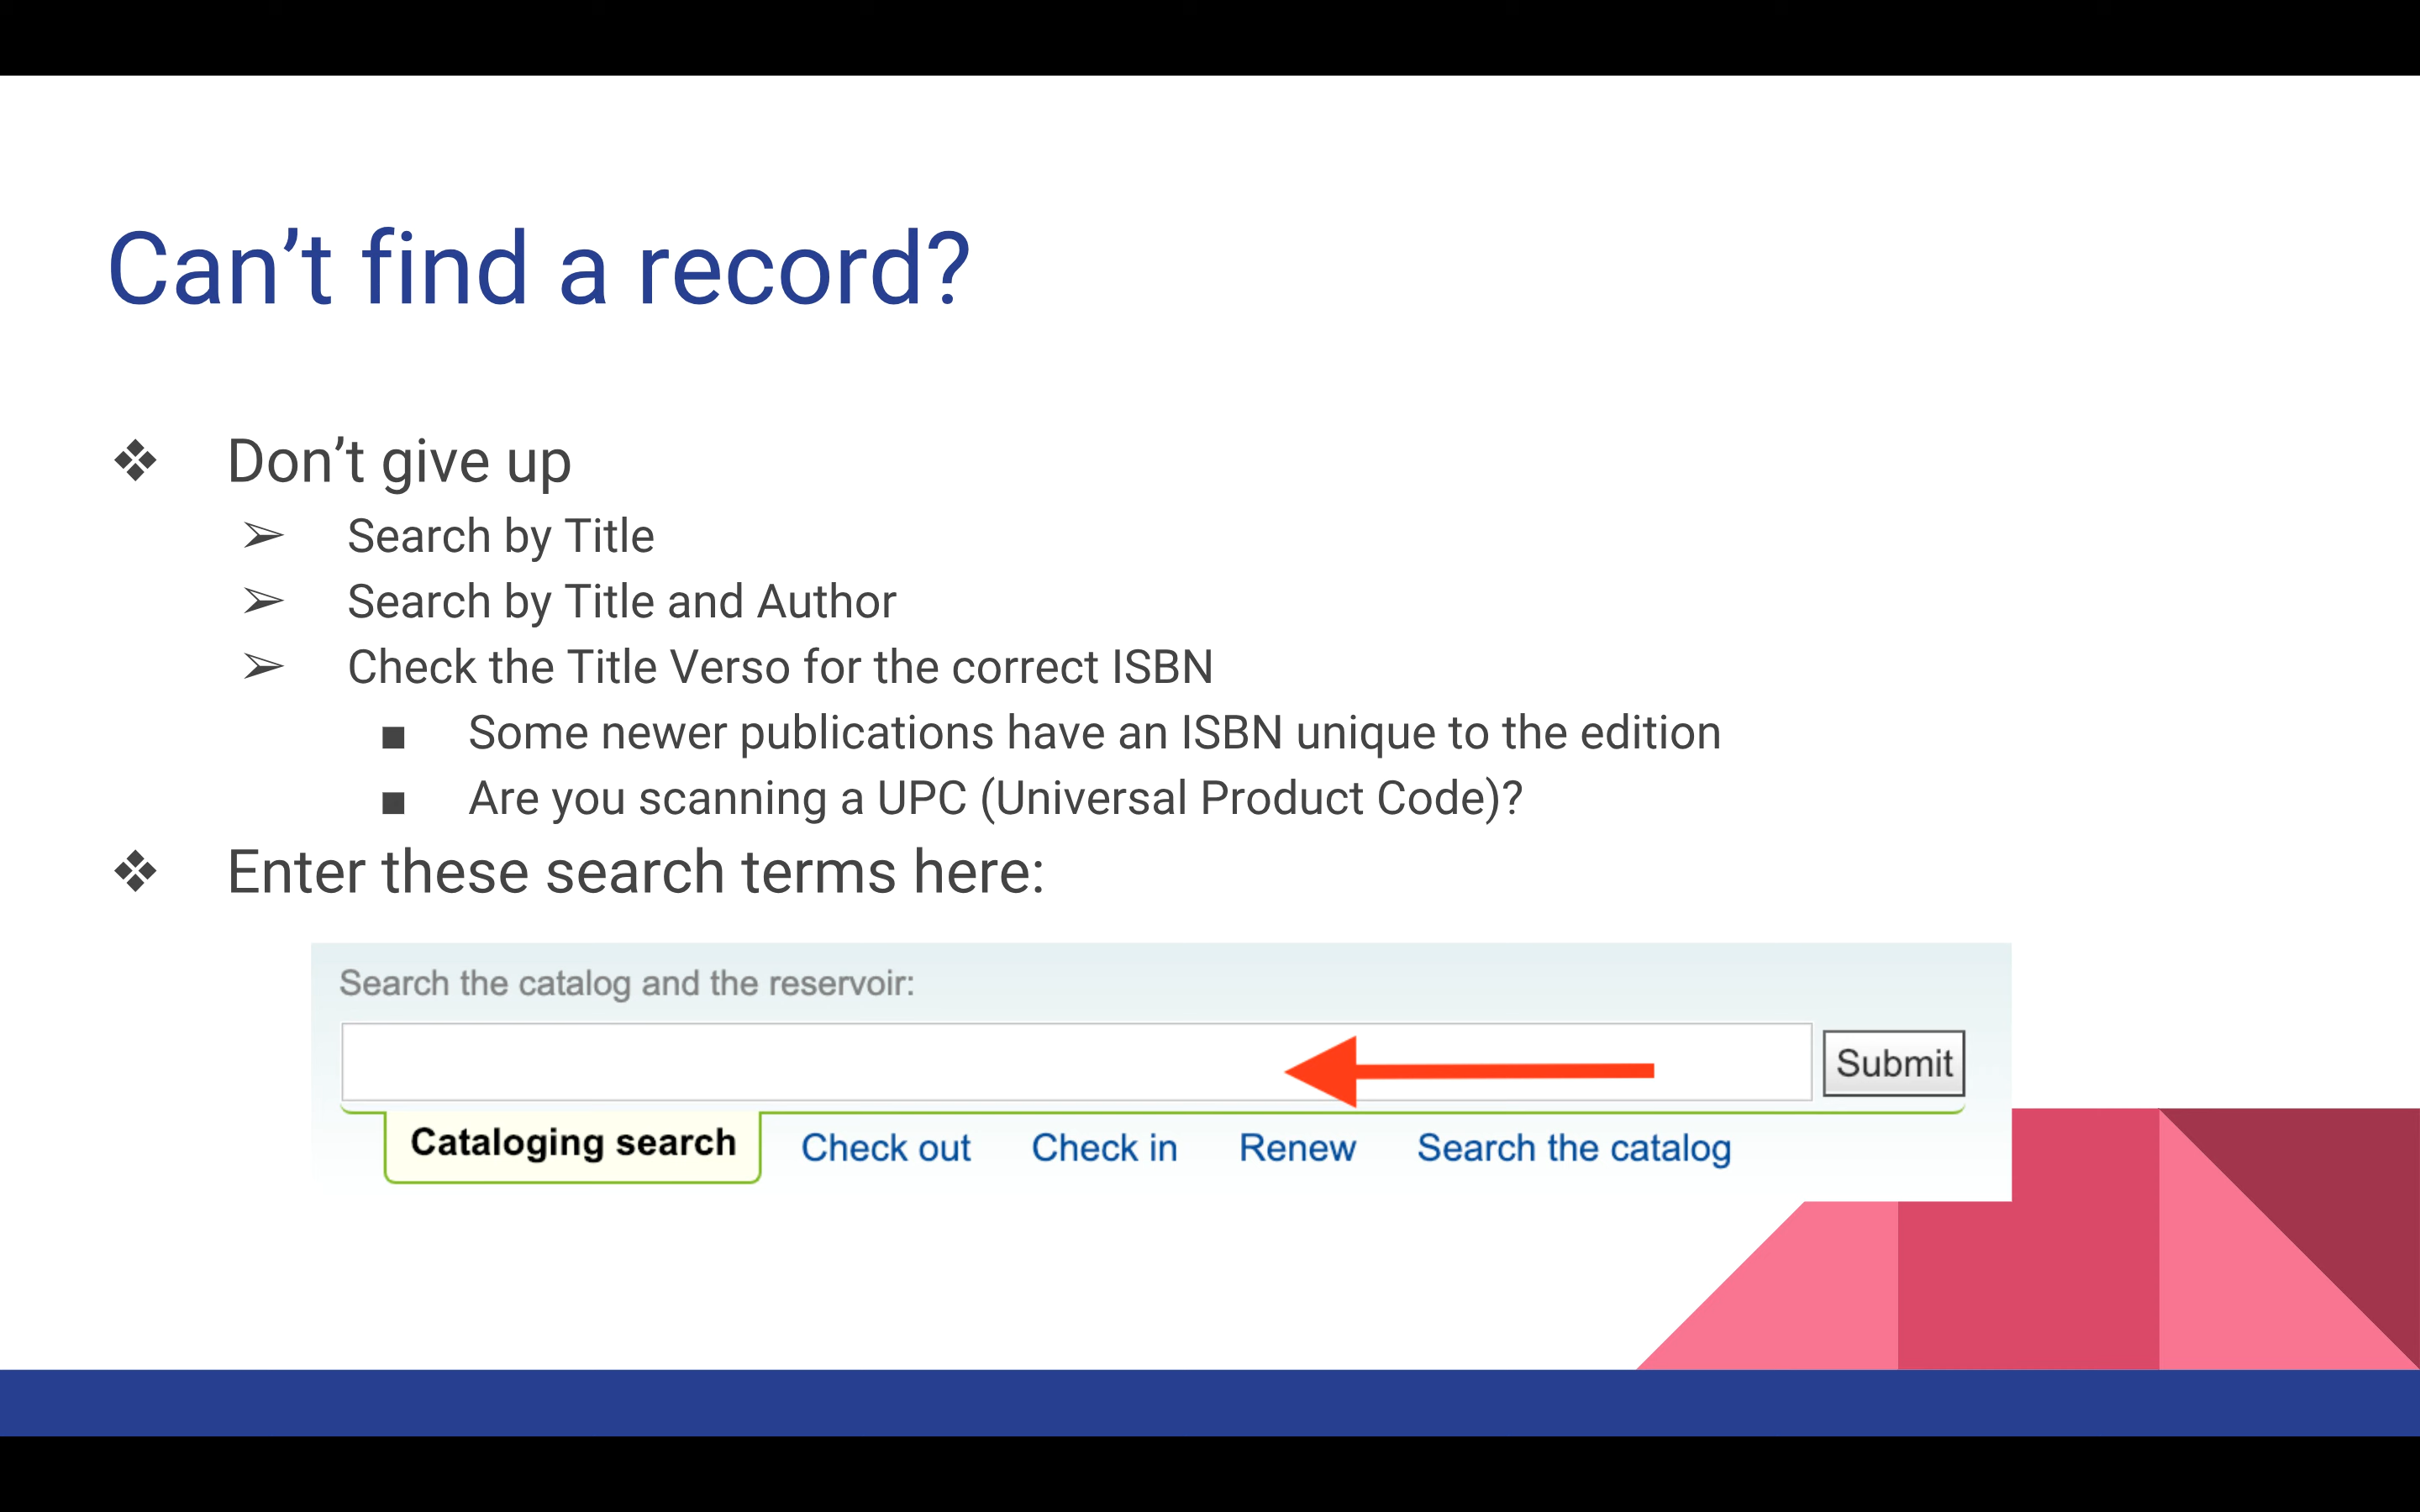 Can’t find a record?
❖ Don’t give up
➢ Search by Title
➢ Search by Title and Author
➢ Check the Title Verso for the correct ISBN
■ Some newer publications have an ISBN unique to the edition
■ Are you scanning a UPC (Universal Product Code)?
❖ Enter these search terms here:
Search the catalog and the reservoir:
Submit
Cataloging search Check out Check in Renew Search the catalog